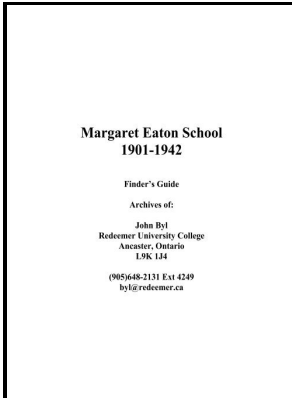 Margaret Eaton School
1901-1942
Finder's Guide
Archives of:
John Byl
Redeemer University College
Ancaster, Ontario
L9K 1J4
(905)648-2131 Ext 4249
byl@redeemer.ca